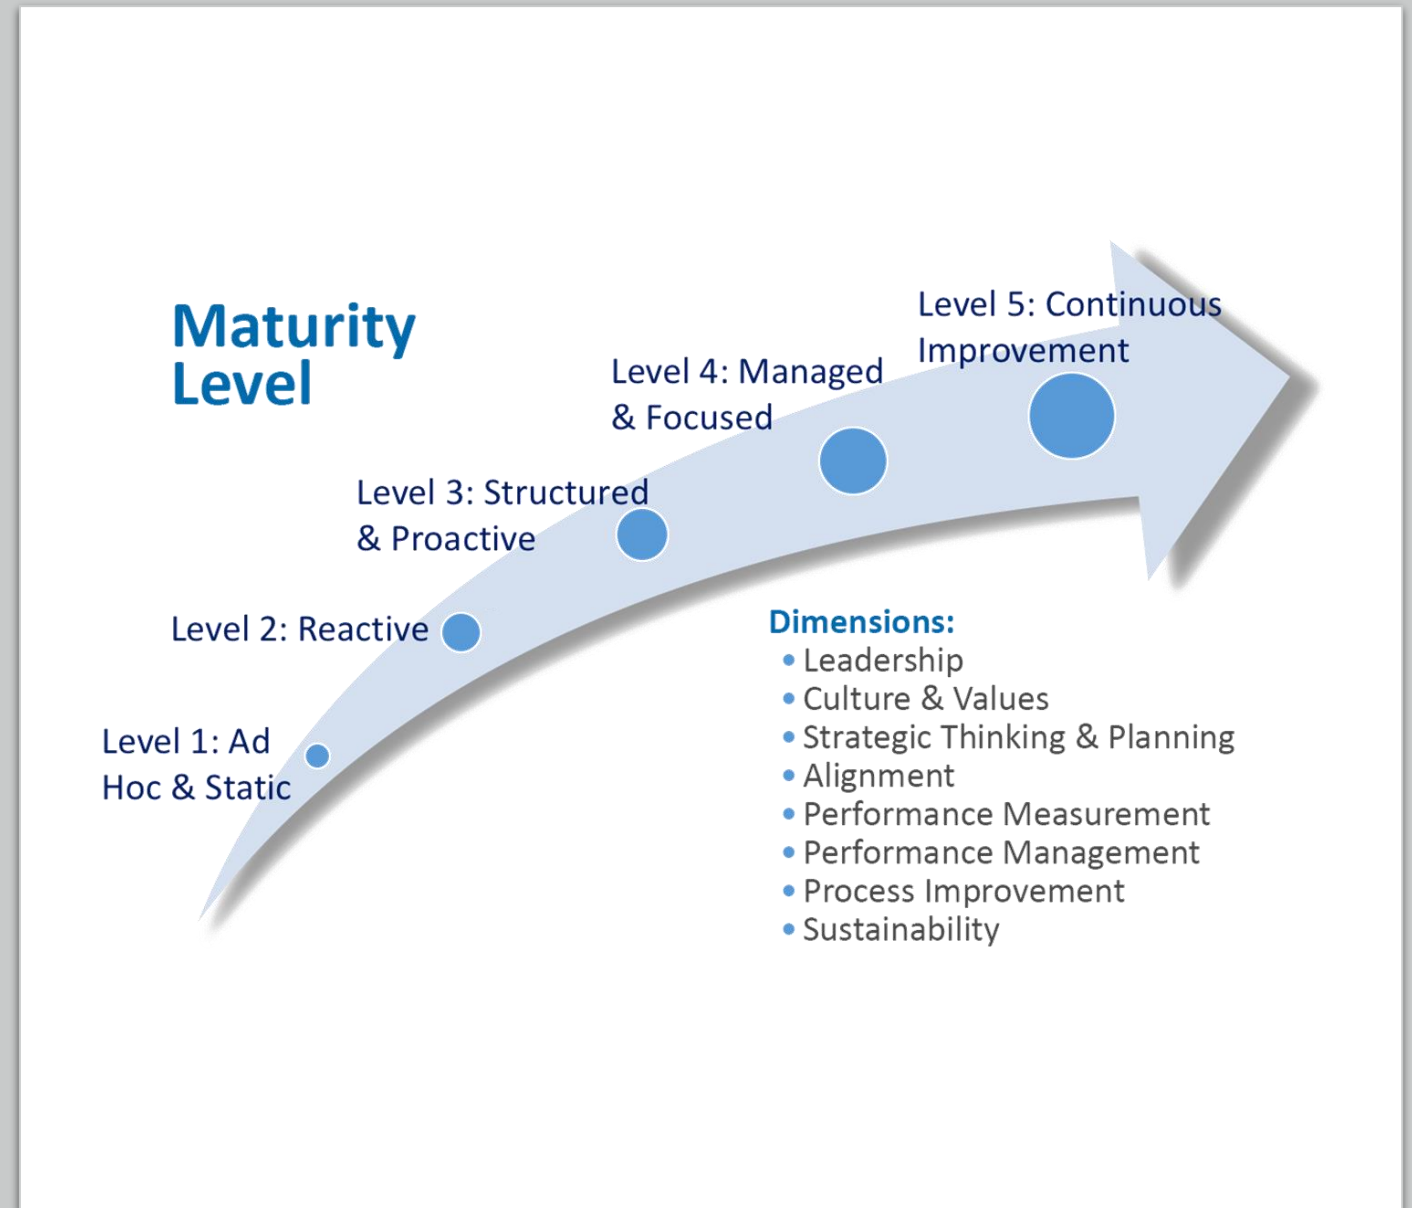 Maturity
Level
Level 5: Continuous
Improvement
Level 4: Managed
& Focused
Level 3: Structured
& Proactive
Level 2: Reactive
Level 1: Ad
Hoc & Static
Dimensions:
• Leadership
• Culture & Values
• Strategic Thinking & Planning
• Alignment
• Performance Measurement
• Performance Management
• Process Improvement
• Sustainability